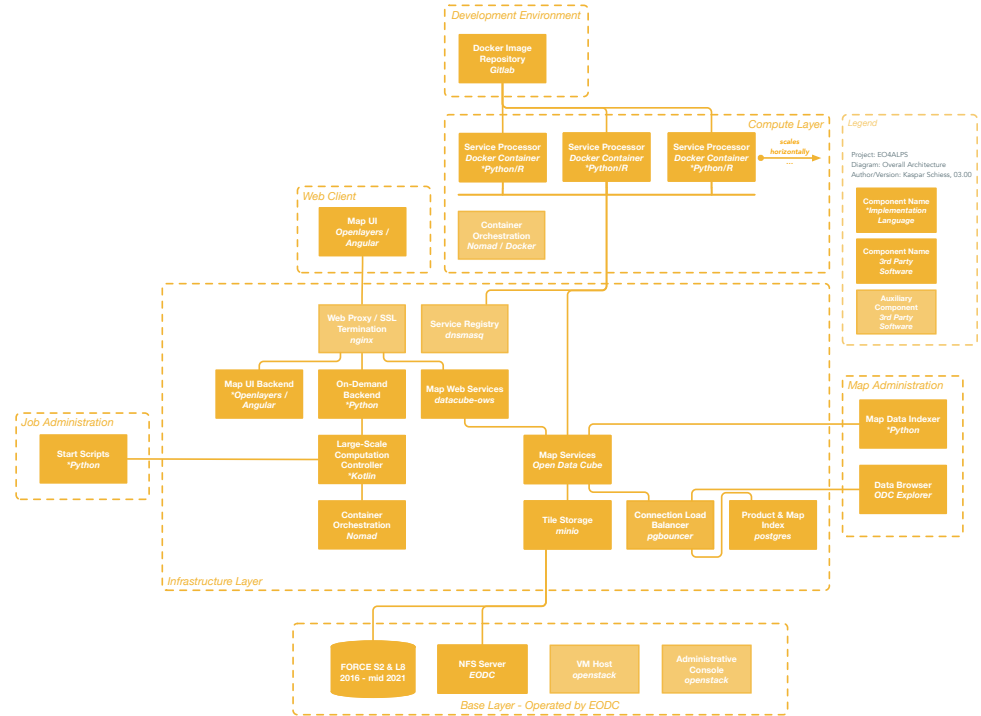 Development Environment
Docker Image
Repository
Gitlab
Compute Layer
Service Processor
Docker Container
*Python/R
Service Processor
Docker Container
*Python/R
Service Processor
Docker Container
*Python/R
scales
horizontally
...
Container
Orchestration
Nomad / Docker
Legend
Project: EO4ALPS
Diagram: Overall Architecture
Author/Version: Kaspar Schiess, 03.00
Component Name
*Implementation
Language
Component Name
3rd Party
Software
Auxiliary
Component
3rd Party
Software
Web Client
Map UI
Openlayers /
Angular
Web Proxy / SSL
Termination
nginx
Service Registry
dnsmasq
Map UI Backend
*Openlayers /
Angular
On-Demand
Backend
*Python
Map Web Services
datacube-ows
Large-Scale
Computation
Controller
*Kotlin
Map Services
Open Data Cube
Container
Orchestration
Nomad
Tile Storage
minio
Connection Load
Balancer
pgbouncer
Product & Map
Index
postgres
Infrastructure Layer
Job Administration
Start Scripts
*Python
Map Administration
Map Data Indexer
*Python
Data Browser
ODC Explorer
FORCE S2 & L8
2016 - mid 2021
NFS Server
EODC
VM Host
openstack
Administrative
Console
openstack
Base Layer - Operated by EODC